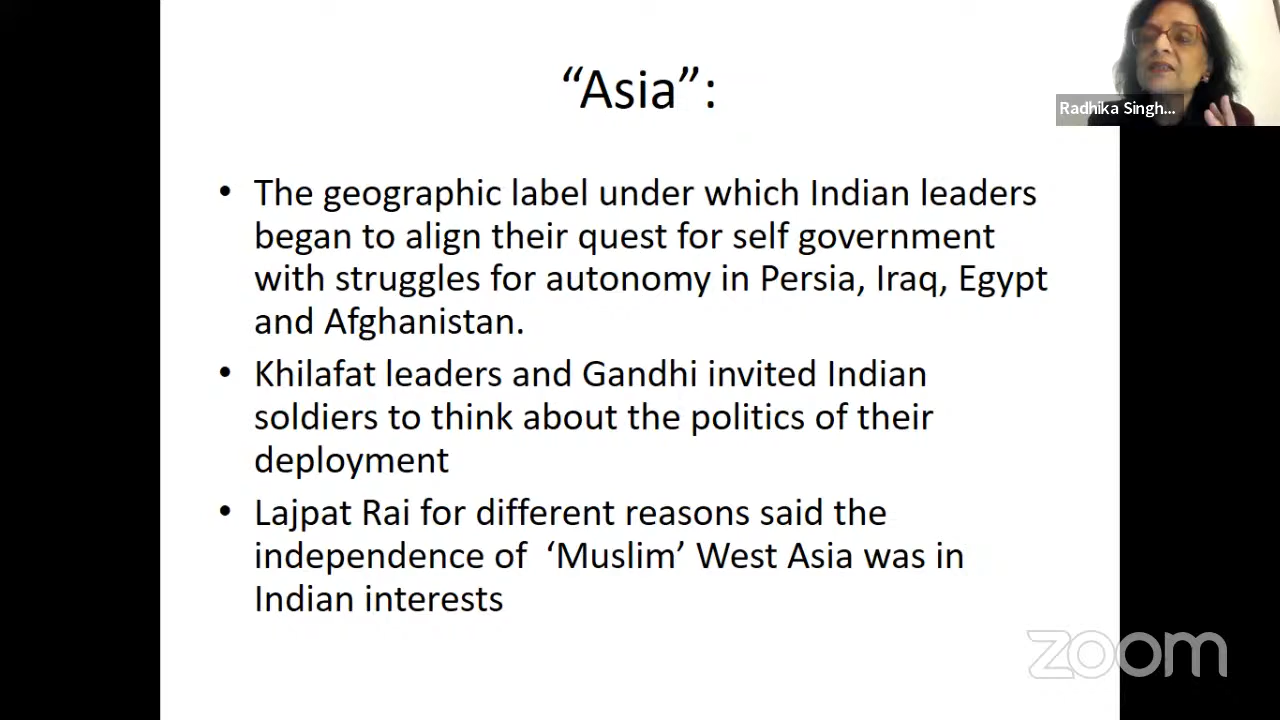 “Asia”:
Radhika Singh...
• The geographic label under which Indian leaders
began to align their quest for self government
with struggles for autonomy in Persia, Iraq, Egypt
and Afghanistan.
• Khilafat leaders and Gandhi invited Indian
soldiers to think about the politics of their
deployment
• Lajpat Rai for different reasons said the
independence of  ‘Muslim’ West Asia was in
Indian interests
zoom